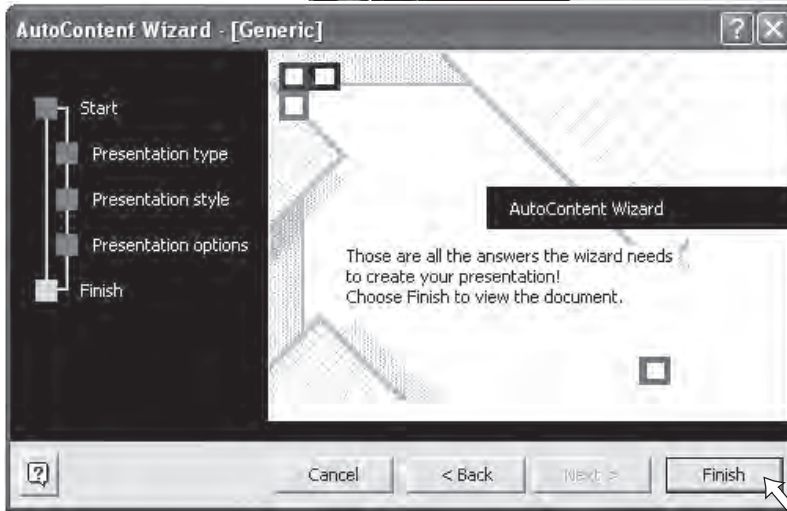 AutoContent Wizard - [Generic]
Start
Presentation type
Presentation style
Presentation options
Finish
AutoContent Wizard
Those are all the answers the wizard needs
to create your presentation!
Choose Finish to view the document.
Cancel
< Back
Next >
Finish